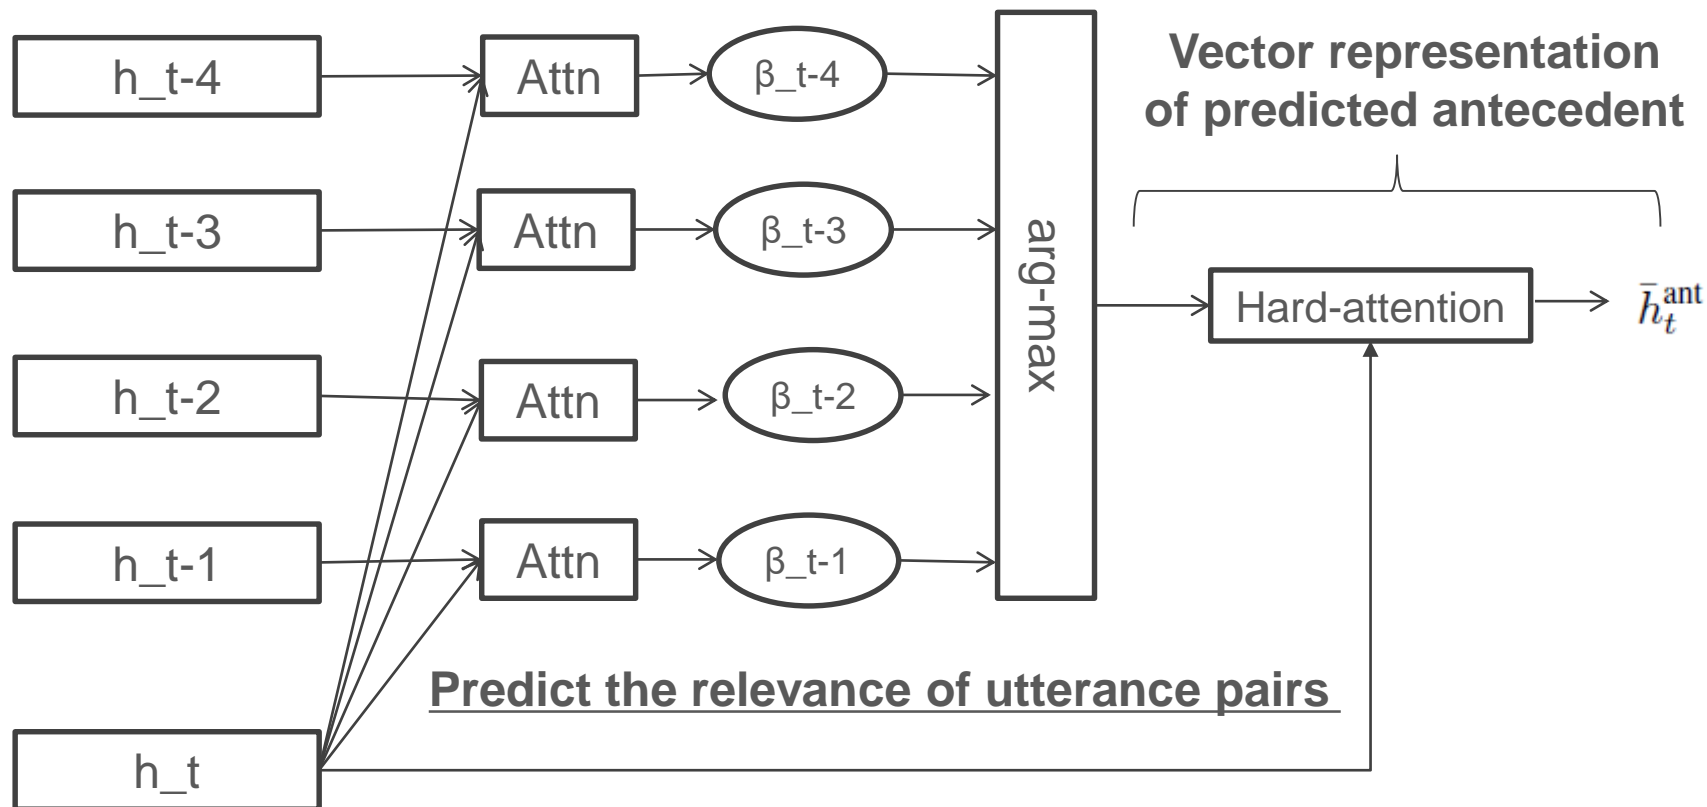 h_t-4
Attn
β_t-4
Vector representation
of predicted antecedent
h_t-3
Attn
β_t-3
arg-max
Hard-attention
h̄_t^ant
h_t-2
Attn
β_t-2
h_t-1
Attn
β_t-1
Predict the relevance of utterance pairs
h_t